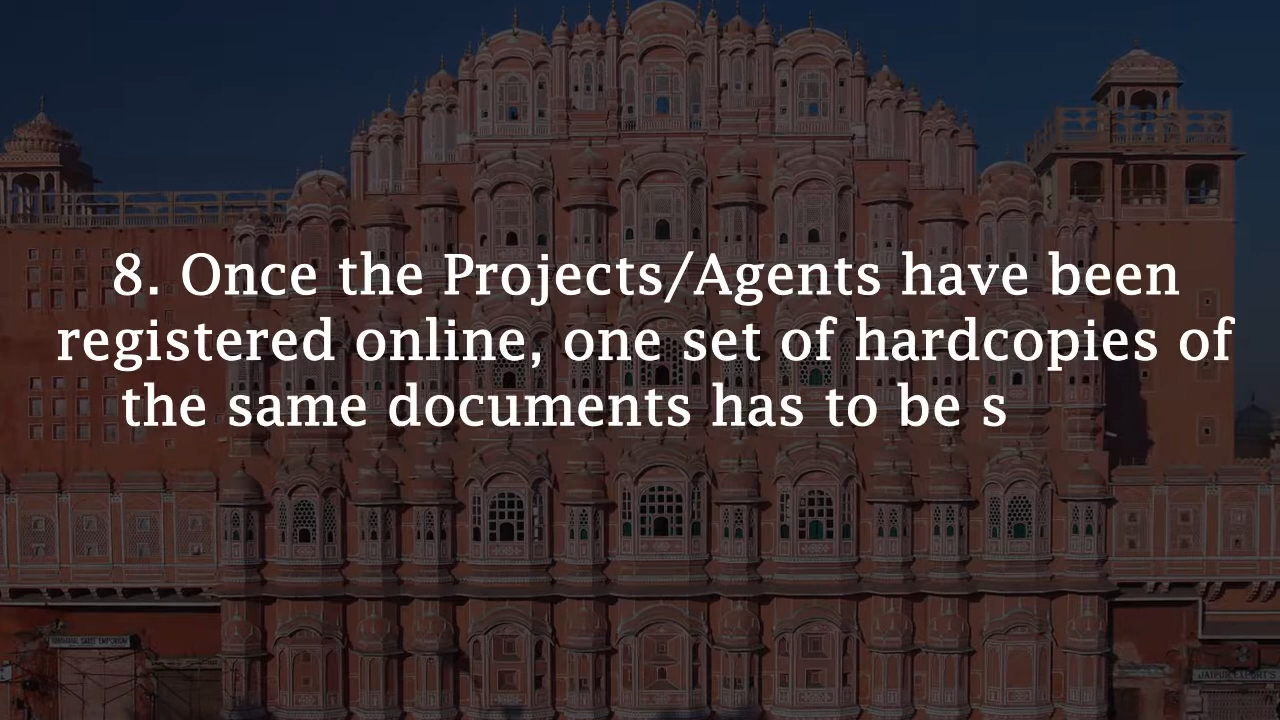 8. Once the Projects/Agents have been
registered online, one set of hardcopies of
the same documents has to be s